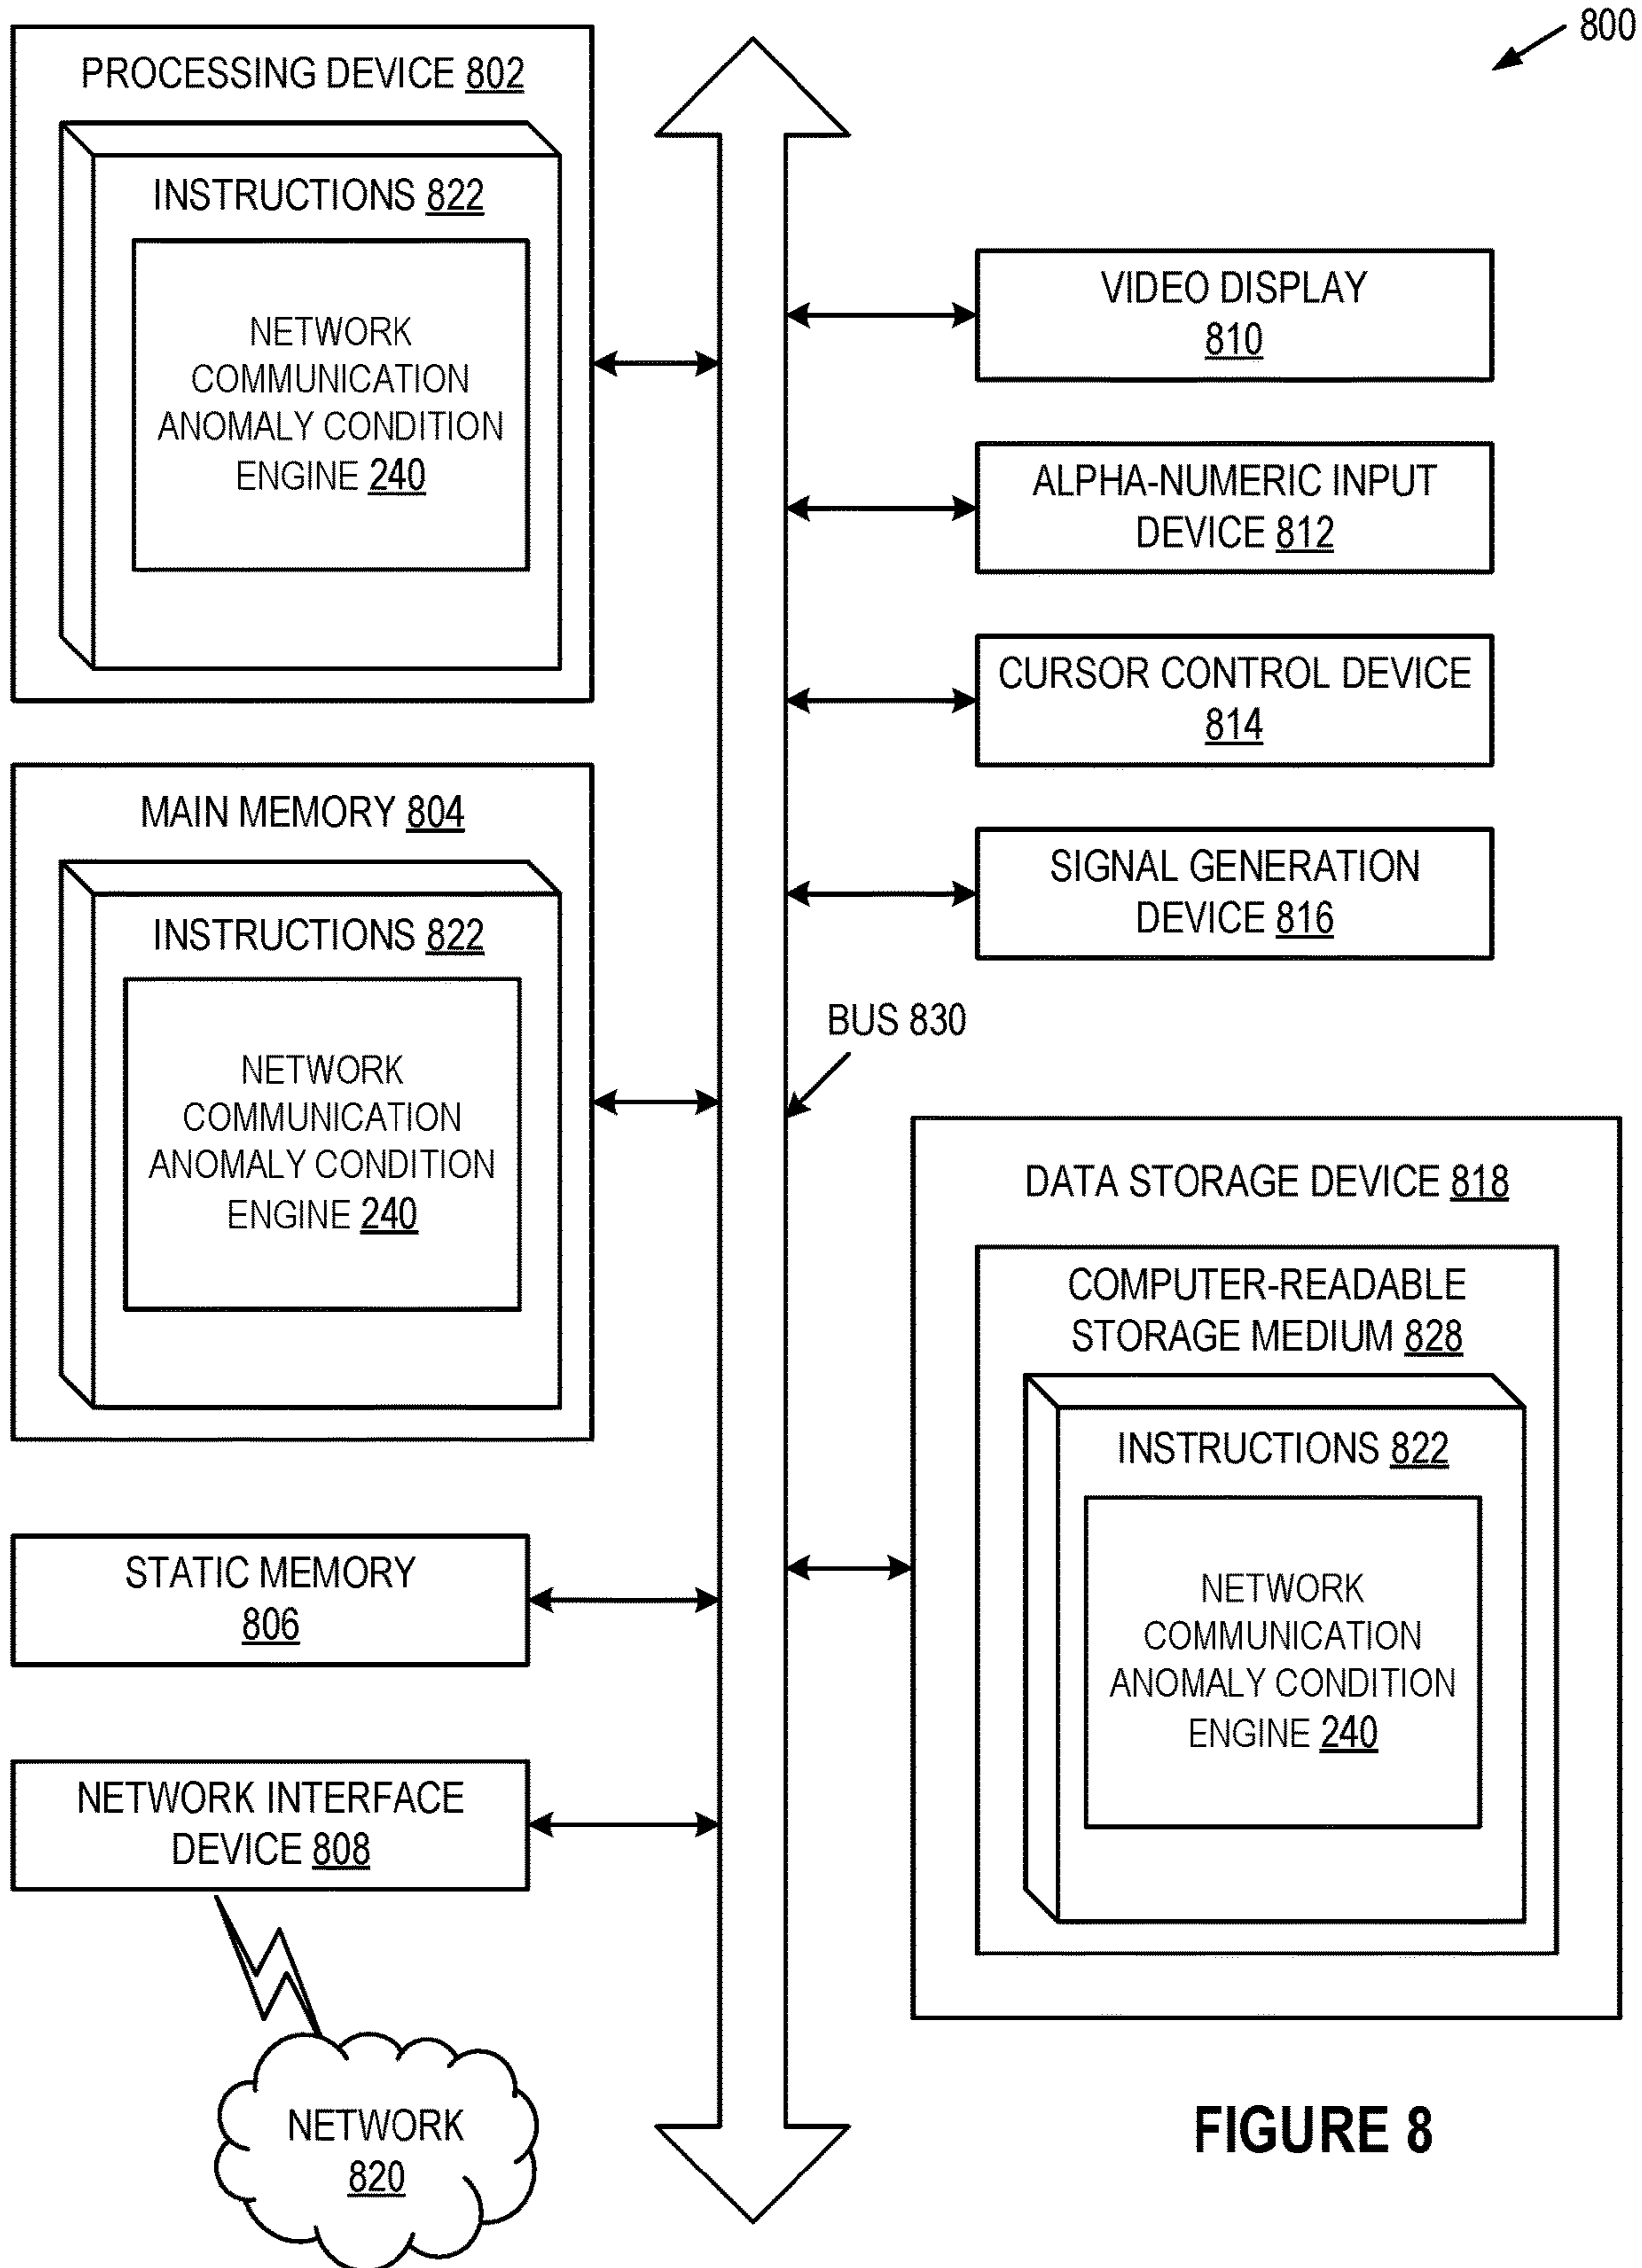 800
PROCESSING DEVICE 802
INSTRUCTIONS 822
NETWORK
COMMUNICATION
ANOMALY CONDITION
ENGINE 240
MAIN MEMORY 804
INSTRUCTIONS 822
NETWORK
COMMUNICATION
ANOMALY CONDITION
ENGINE 240
STATIC MEMORY
806
NETWORK INTERFACE
DEVICE 808
NETWORK
820
VIDEO DISPLAY
810
ALPHA-NUMERIC INPUT
DEVICE 812
CURSOR CONTROL DEVICE
814
SIGNAL GENERATION
DEVICE 816
BUS 830
DATA STORAGE DEVICE 818
COMPUTER-READABLE
STORAGE MEDIUM 828
INSTRUCTIONS 822
NETWORK
COMMUNICATION
ANOMALY CONDITION
ENGINE 240
FIGURE 8